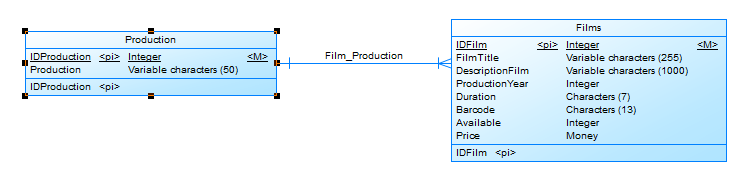 Production
IDProduction <pi> Integer <M>
Production Variable characters (50)
IDProduction <pi>
Film_Production
Films
IDFilm <pi> Integer <M>
FilmTitle Variable characters (255)
DescriptionFilm Variable characters (1000)
ProductionYear Integer
Duration Characters (7)
Barcode Characters (13)
Available Integer
Price Money
IDFilm <pi>